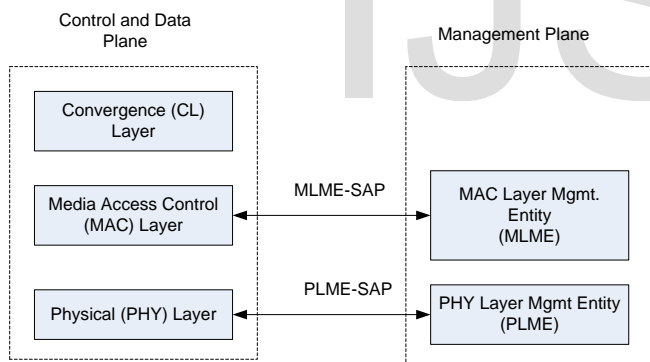 Control and Data
Plane
Management Plane
Convergence (CL)
Layer
Media Access Control
(MAC) Layer
MLME-SAP
MAC Layer Mgmt.
Entity
(MLME)
Physical (PHY) Layer
PLME-SAP
PHY Layer Mgmt Entity
(PLME)
IJS